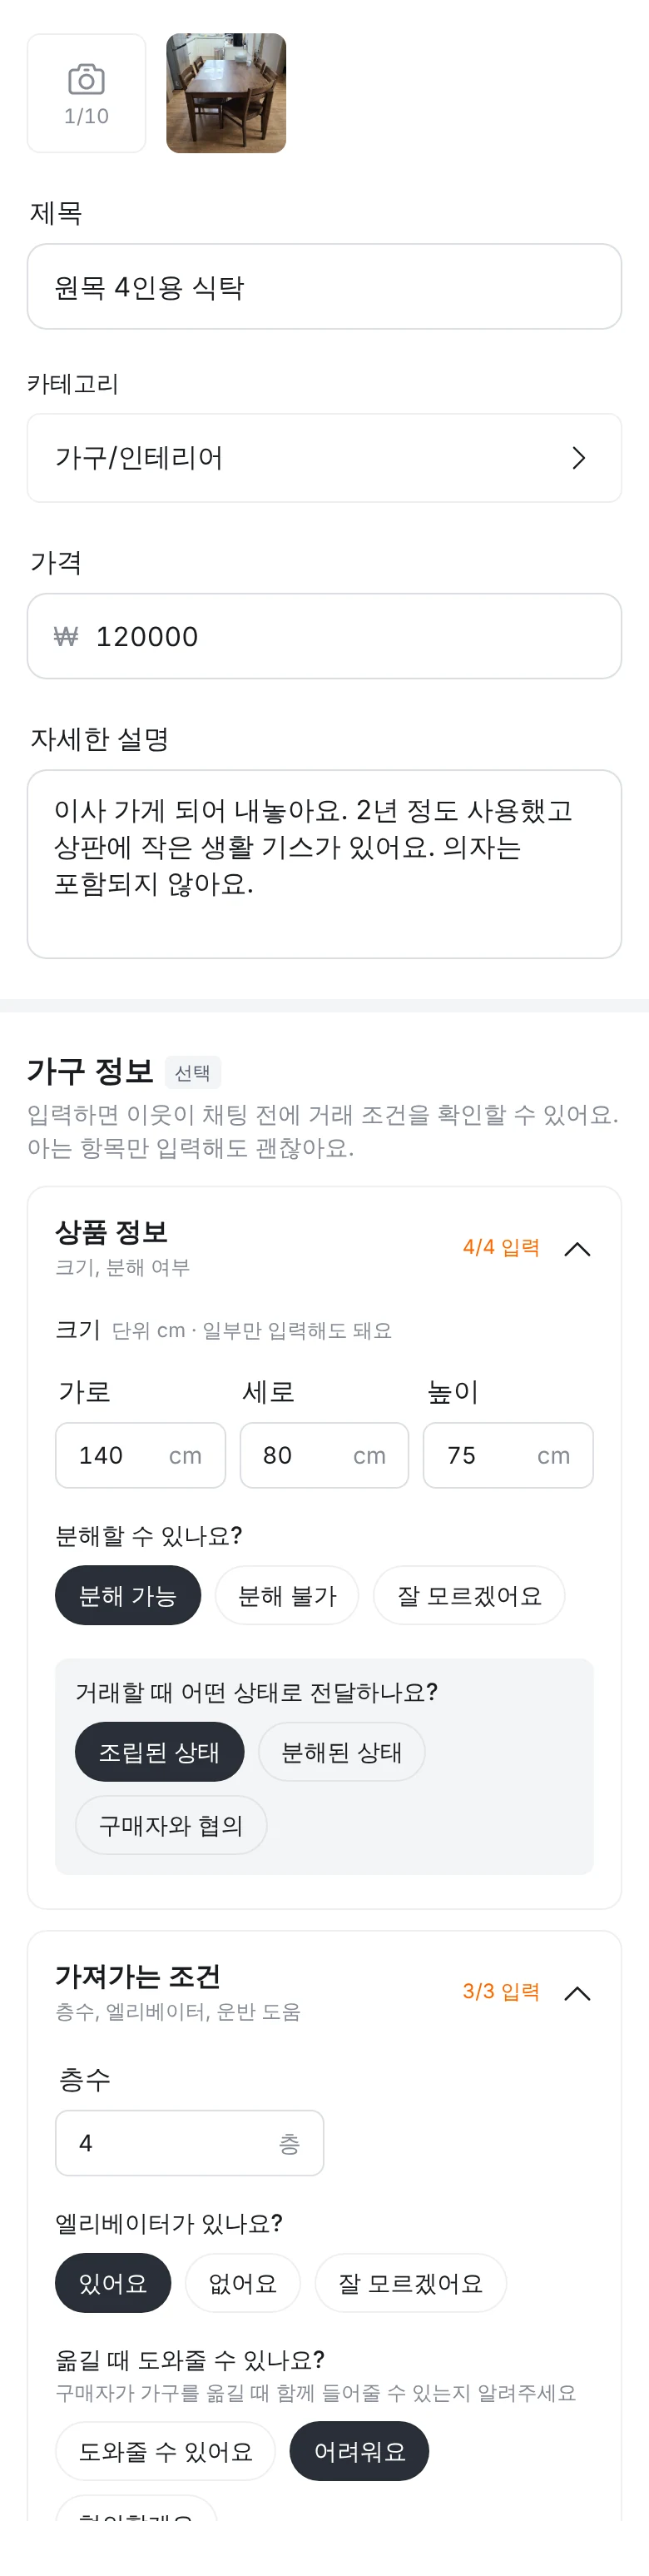 1/10
제목
원목 4인용 식탁
카테고리
가구/인테리어
가격
₩ 120000
자세한 설명
이사 가게 되어 내놓아요. 2년 정도 사용했고
상판에 작은 생활 기스가 있어요. 의자는
포함되지 않아요.
가구 정보 선택
입력하면 이웃이 채팅 전에 거래 조건을 확인할 수 있어요.
아는 항목만 입력해도 괜찮아요.
상품 정보
4/4 입력
크기, 분해 여부
크기 단위 cm · 일부만 입력해도 돼요
가로 세로 높이
140 cm 80 cm 75 cm
분해할 수 있나요?
분해 가능 분해 불가 잘 모르겠어요
거래할 때 어떤 상태로 전달하나요?
조립된 상태 분해된 상태
구매자와 협의
가져가는 조건
3/3 입력
층수, 엘리베이터, 운반 도움
층수
4 층
엘리베이터가 있나요?
있어요 없어요 잘 모르겠어요
옮길 때 도와줄 수 있나요?
구매자가 가구를 옮길 때 함께 들어줄 수 있는지 알려주세요
도와줄 수 있어요 어려워요